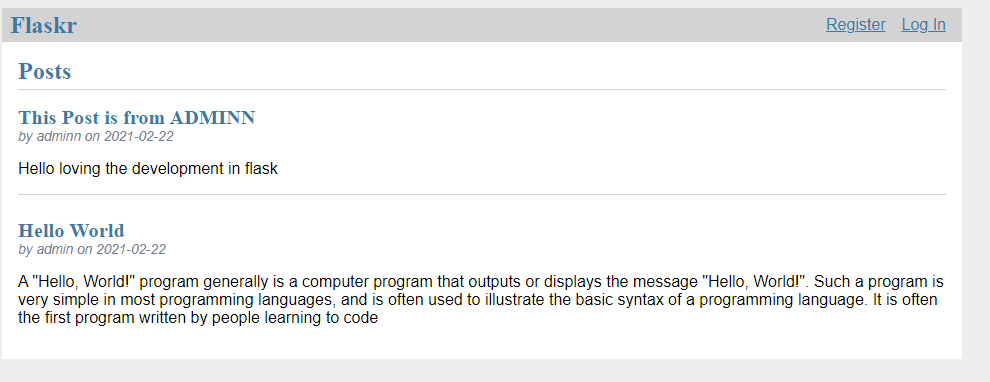 Flaskr
Register Log In
Posts
This Post is from ADMINN
by adminn on 2021-02-22
Hello loving the development in flask
Hello World
by admin on 2021-02-22
A "Hello, World!" program generally is a computer program that outputs or displays the message "Hello, World!". Such a program is
very simple in most programming languages, and is often used to illustrate the basic syntax of a programming language. It is often
the first program written by people learning to code